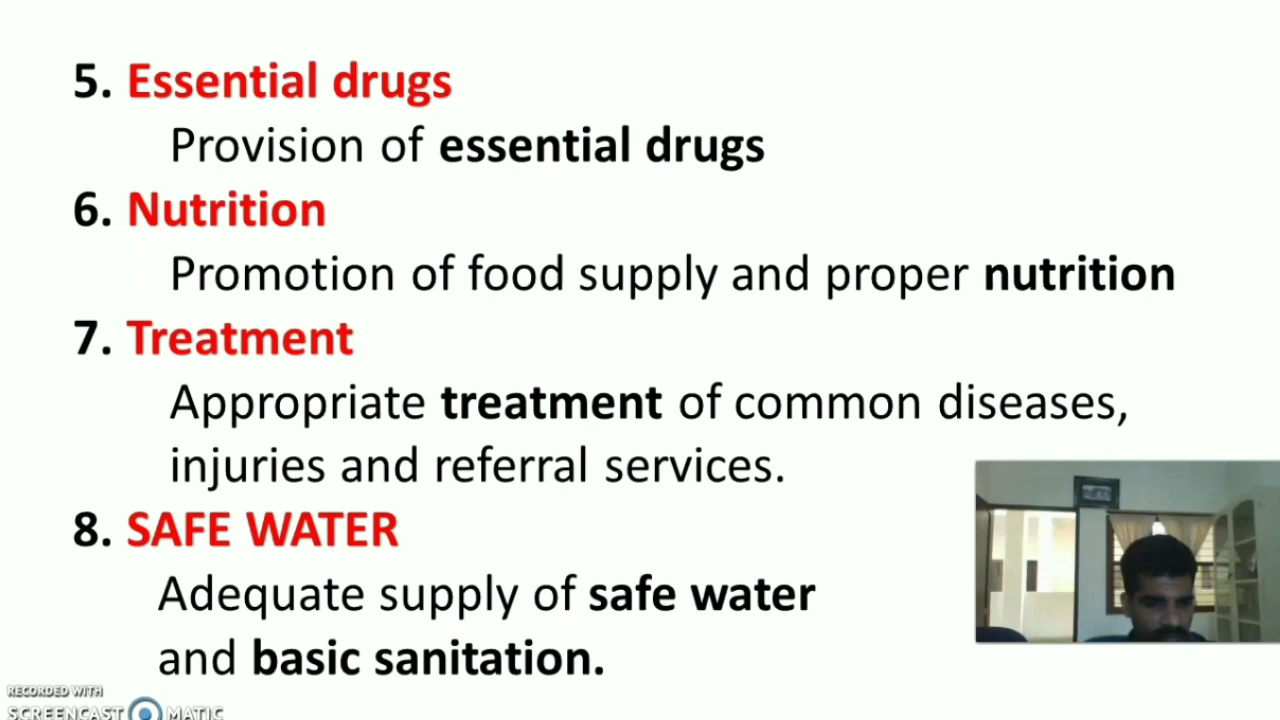 5. Essential drugs
Provision of essential drugs
6. Nutrition
Promotion of food supply and proper nutrition
7. Treatment
Appropriate treatment of common diseases,
injuries and referral services.
8. SAFE WATER
Adequate supply of safe water
and basic sanitation.
RECORDED WITH
SCREENCAST MATIC